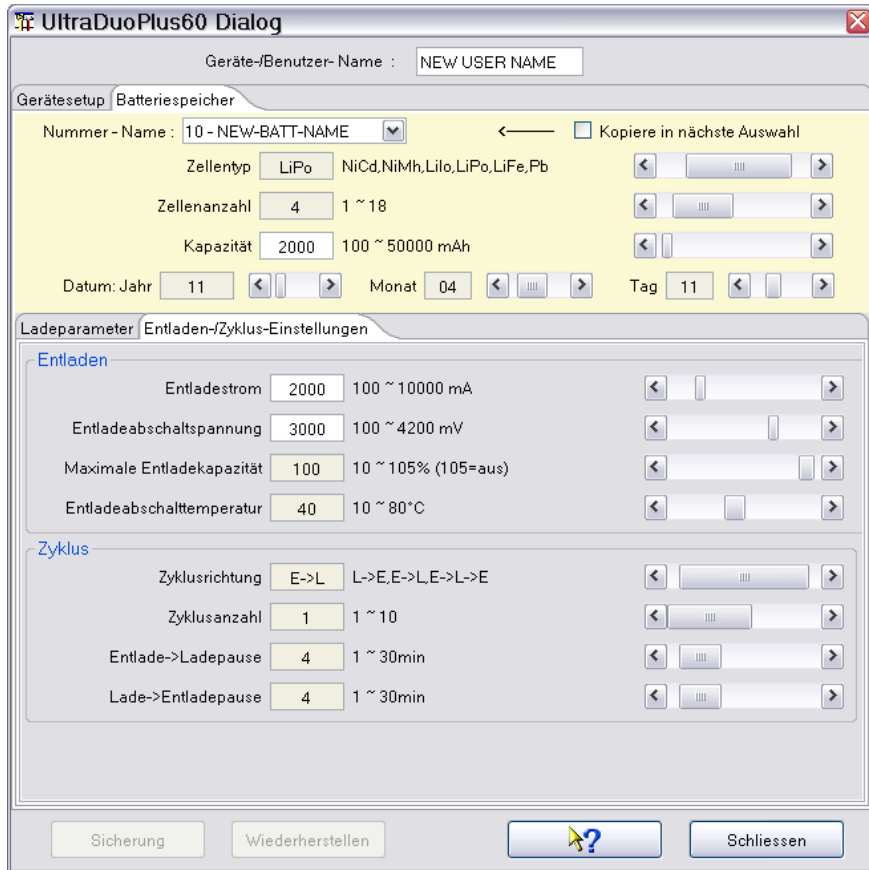 UltraDuoPlus60 Dialog
Geräte-/Benutzer- Name : NEW USER NAME
Gerätesetup Batteriespeicher
Nummer - Name : 10 - NEW-BATT-NAME <—— Kopiere in nächste Auswahl
Zellentyp LiPo NiCd,NiMh,LiIo,LiPo,LiFe,Pb
Zellenanzahl 4 1 ~ 18
Kapazität 2000 100 ~ 50000 mAh
Datum: Jahr 11 Monat 04 Tag 11
Ladeparameter Entladen-/Zyklus-Einstellungen
Entladen
Entladestrom 2000 100 ~ 10000 mA
Entladeabschaltspannung 3000 100 ~ 4200 mV
Maximale Entladekapazität 100 10 ~ 105% (105=aus)
Entladeabschalttemperatur 40 10 ~ 80°C
Zyklus
Zyklusrichtung E->L L->E,E->L,E->L->E
Zyklusanzahl 1 1 ~ 10
Entlade->Ladepause 4 1 ~ 30min
Lade->Entladepause 4 1 ~ 30min
Sicherung Wiederherstellen ? Schliessen